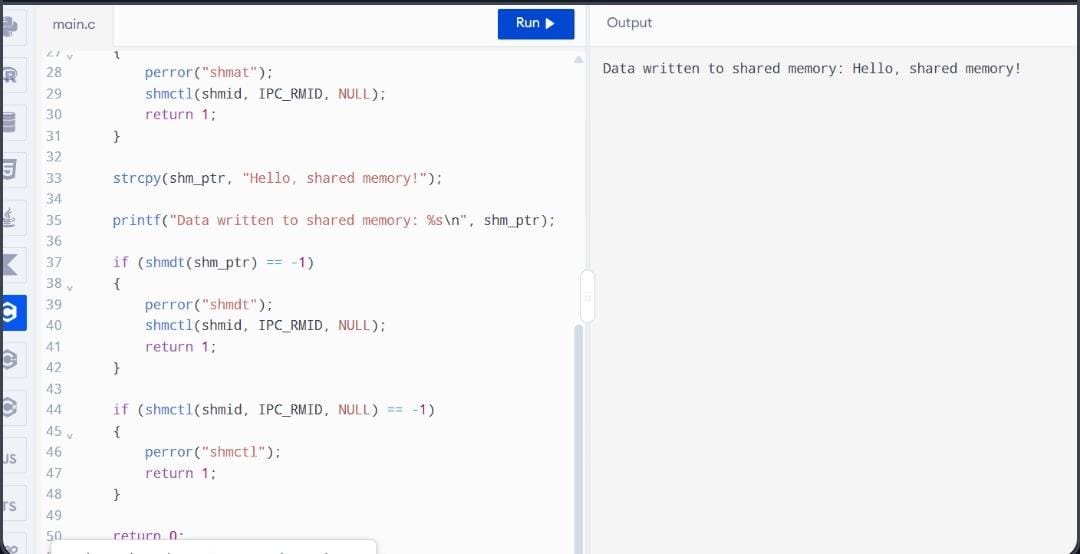 main.c
Run
Output
27 {
28 perror("shmat");
29 shmctl(shmid, IPC_RMID, NULL);
30 return 1;
31 }
32
33 strcpy(shm_ptr, "Hello, shared memory!");
34
35 printf("Data written to shared memory: %s\n", shm_ptr);
36
37 if (shmdt(shm_ptr) == -1)
38 {
39 perror("shmdt");
40 shmctl(shmid, IPC_RMID, NULL);
41 return 1;
42 }
43
44 if (shmctl(shmid, IPC_RMID, NULL) == -1)
45 {
46 perror("shmctl");
47 return 1;
48 }
49
50 return 0;
Data written to shared memory: Hello, shared memory!
R
JS
TS